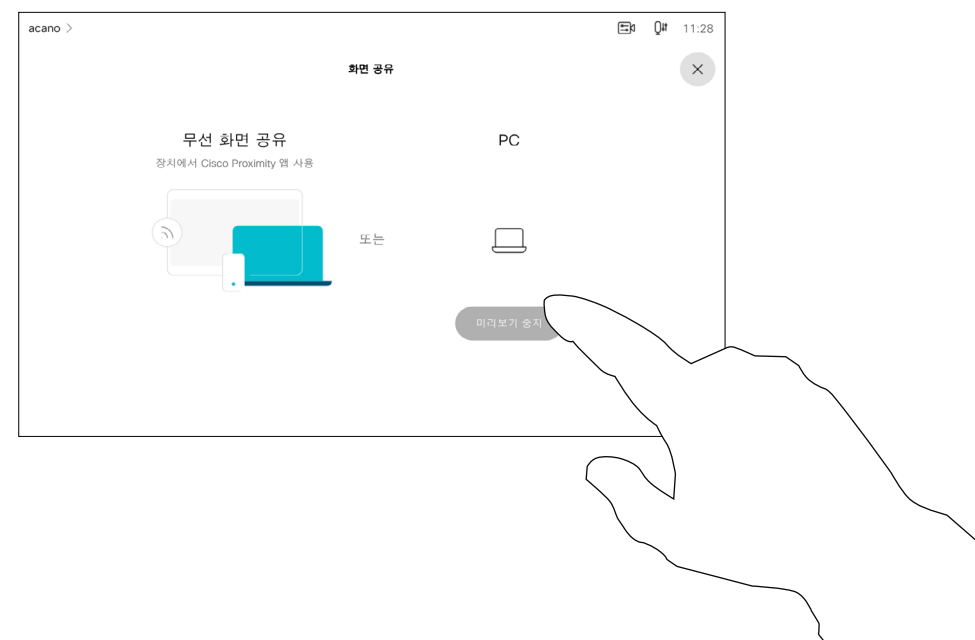 acano >
11:28
화면 공유
무선 화면 공유
장치에서 Cisco Proximity 앱 사용
또는
PC
미리보기 중지